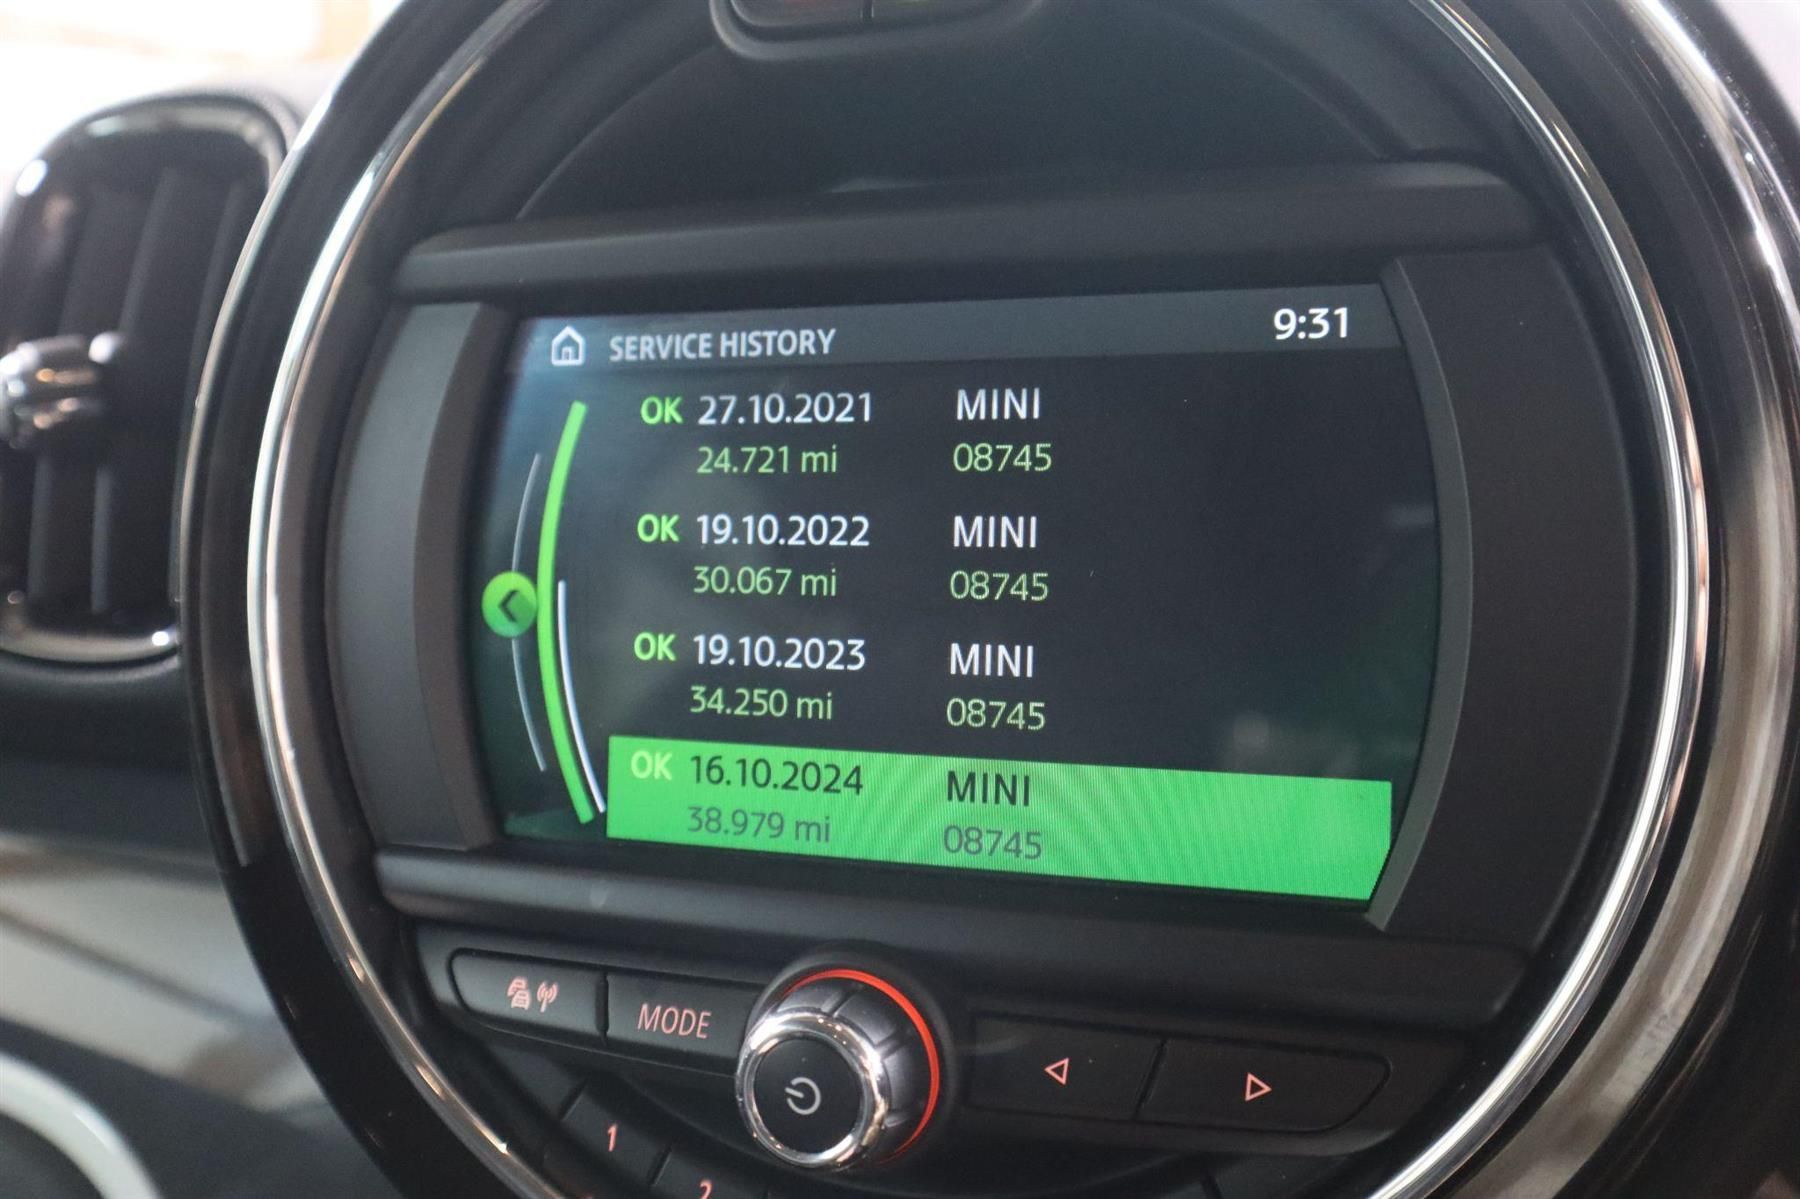 SERVICE HISTORY 9:31
OK 27.10.2021 MINI
24.721 mi 08745
OK 19.10.2022 MINI
30.067 mi 08745
OK 19.10.2023 MINI
34.250 mi 08745
OK 16.10.2024 MINI
38.979 mi 08745
MODE
1
2